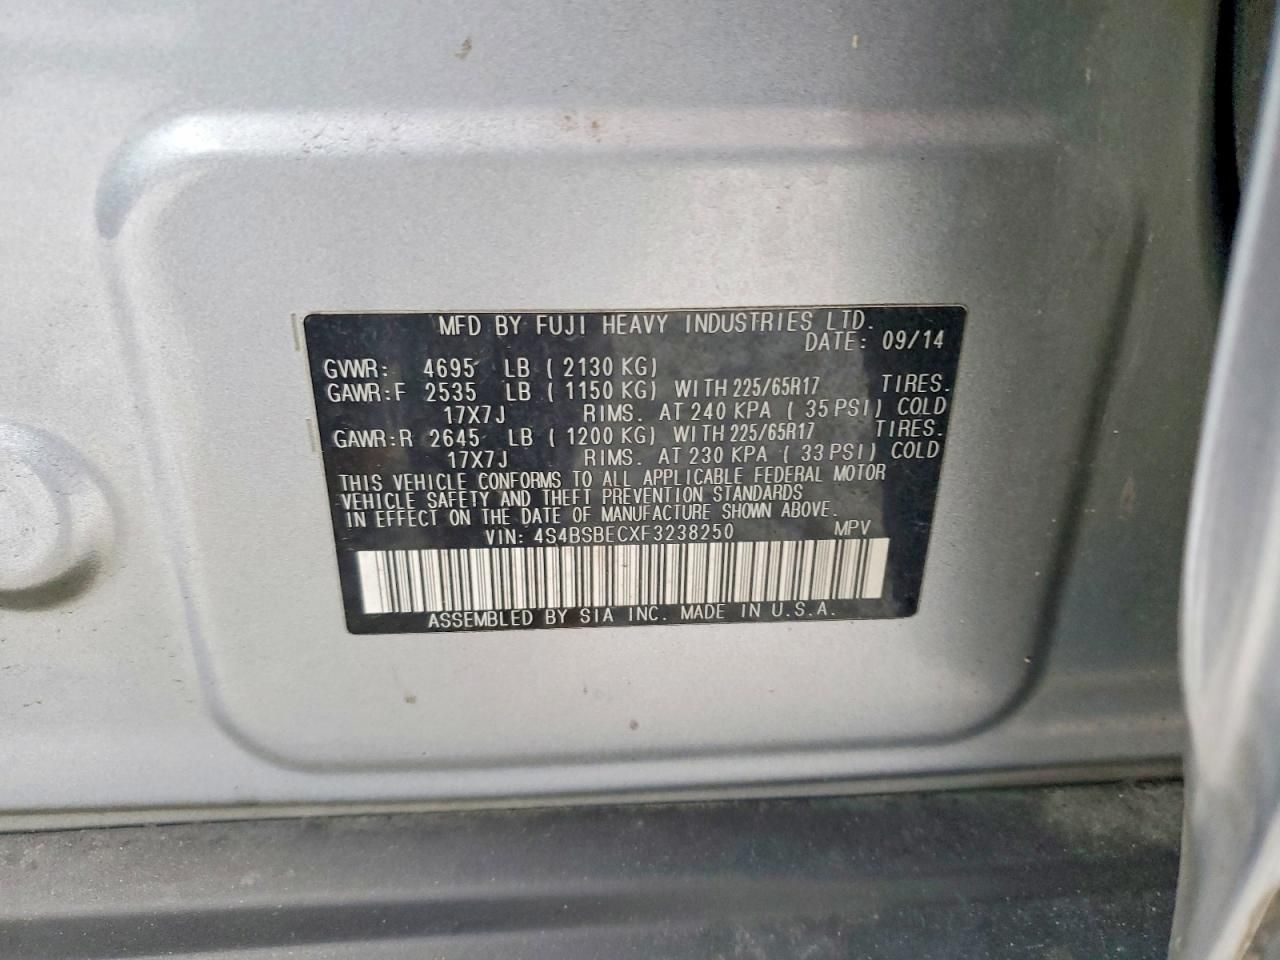 MFD BY FUJI HEAVY INDUSTRIES LTD.
DATE: 09/14
GVWR: 4695 LB ( 2130 KG)
GAWR:F 2535 LB ( 1150 KG) WITH 225/65R17 TIRES.
17X7J RIMS. AT 240 KPA ( 35 PSI) COLD
GAWR:R 2645 LB ( 1200 KG) WITH 225/65R17 TIRES.
17X7J RIMS. AT 230 KPA ( 33 PSI) COLD
THIS VEHICLE CONFORMS TO ALL APPLICABLE FEDERAL MOTOR
VEHICLE SAFETY AND THEFT PREVENTION STANDARDS
IN EFFECT ON THE DATE OF MANUFACTURE SHOWN ABOVE.
VIN: 4S4BSBECXF3238250 MPV
ASSEMBLED BY SIA INC. MADE IN U.S.A.